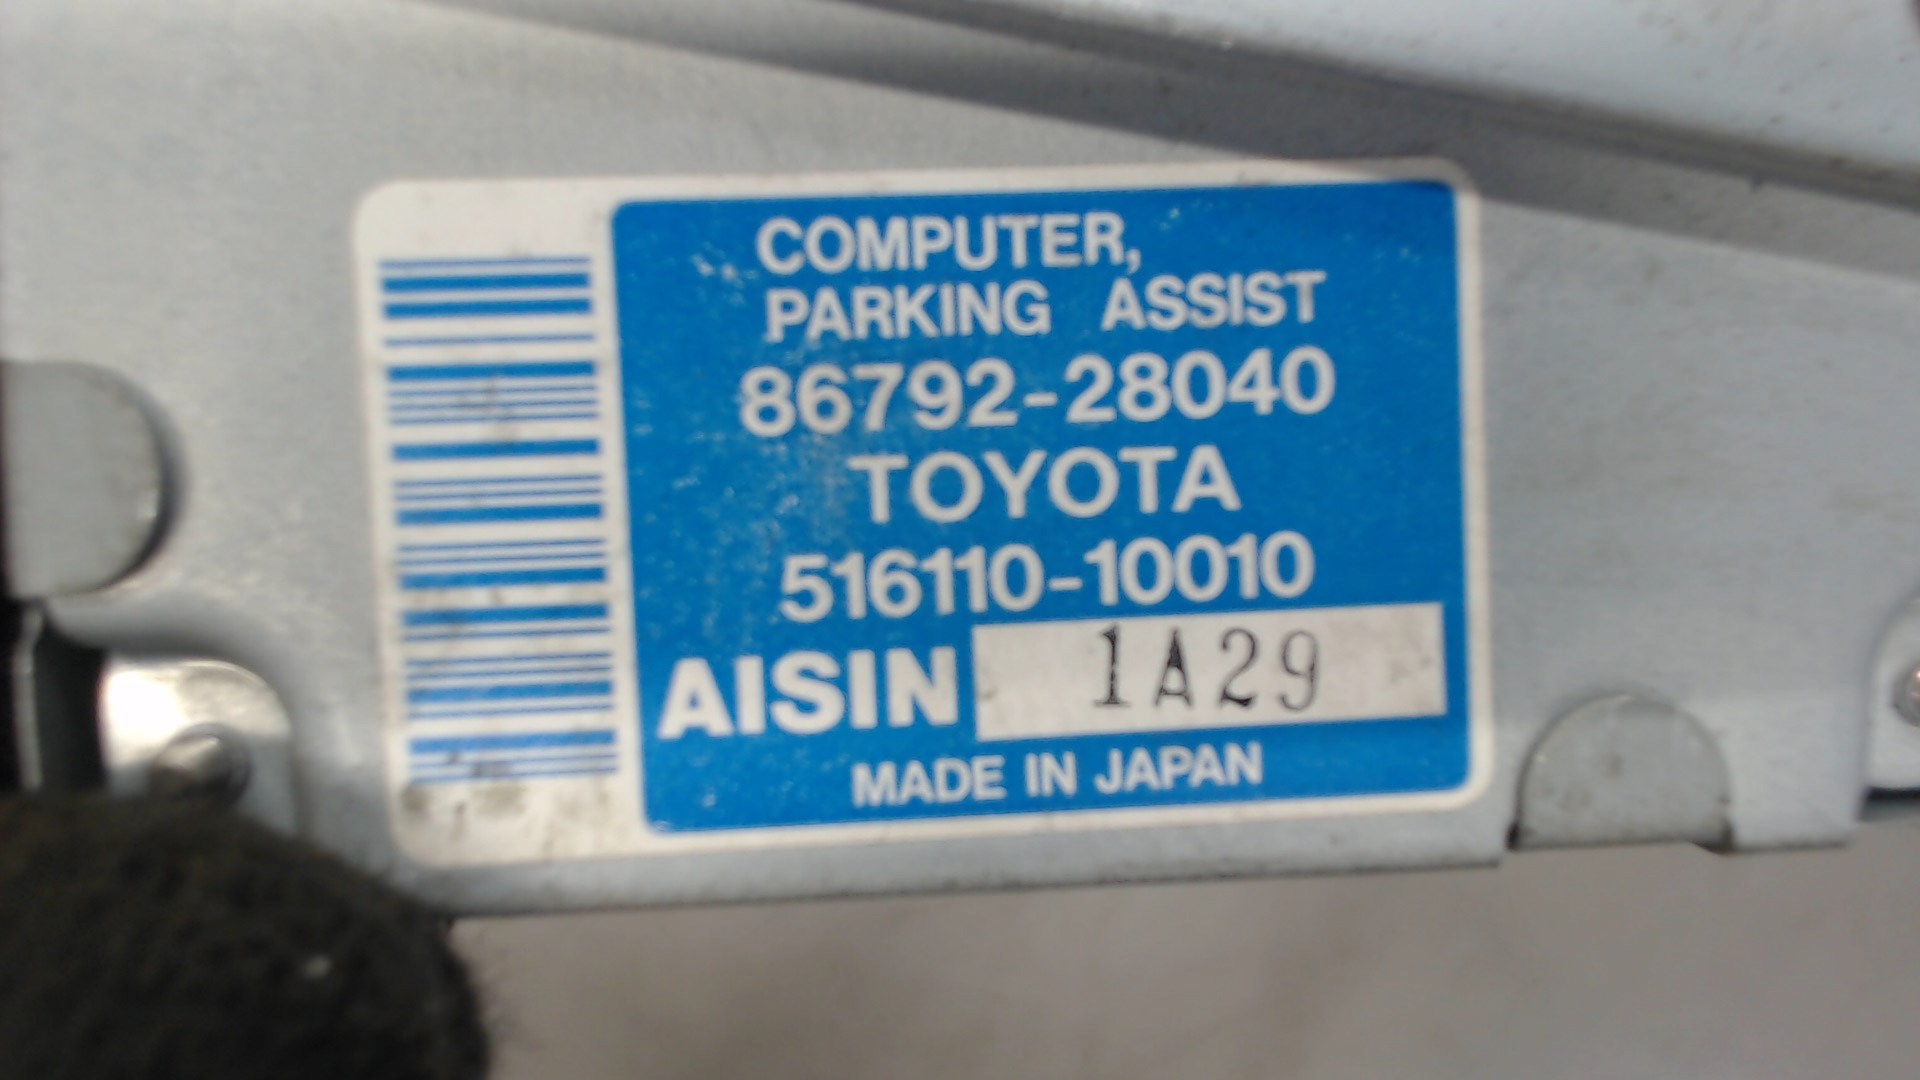 COMPUTER,
PARKING ASSIST
86792-28040
TOYOTA
516110-10010
AISIN 1A29
MADE IN JAPAN